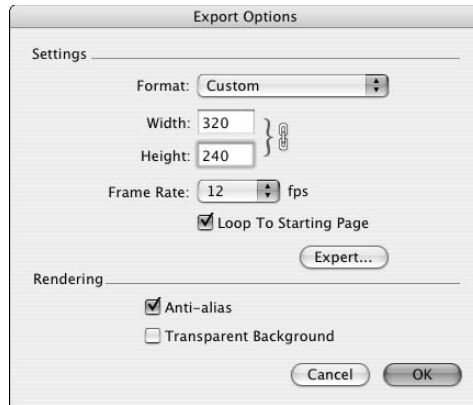 Export Options
Settings
Format: Custom
Width: 320
Height: 240
Frame Rate: 12 fps
Loop To Starting Page
Expert...
Rendering
Anti-alias
Transparent Background
Cancel OK